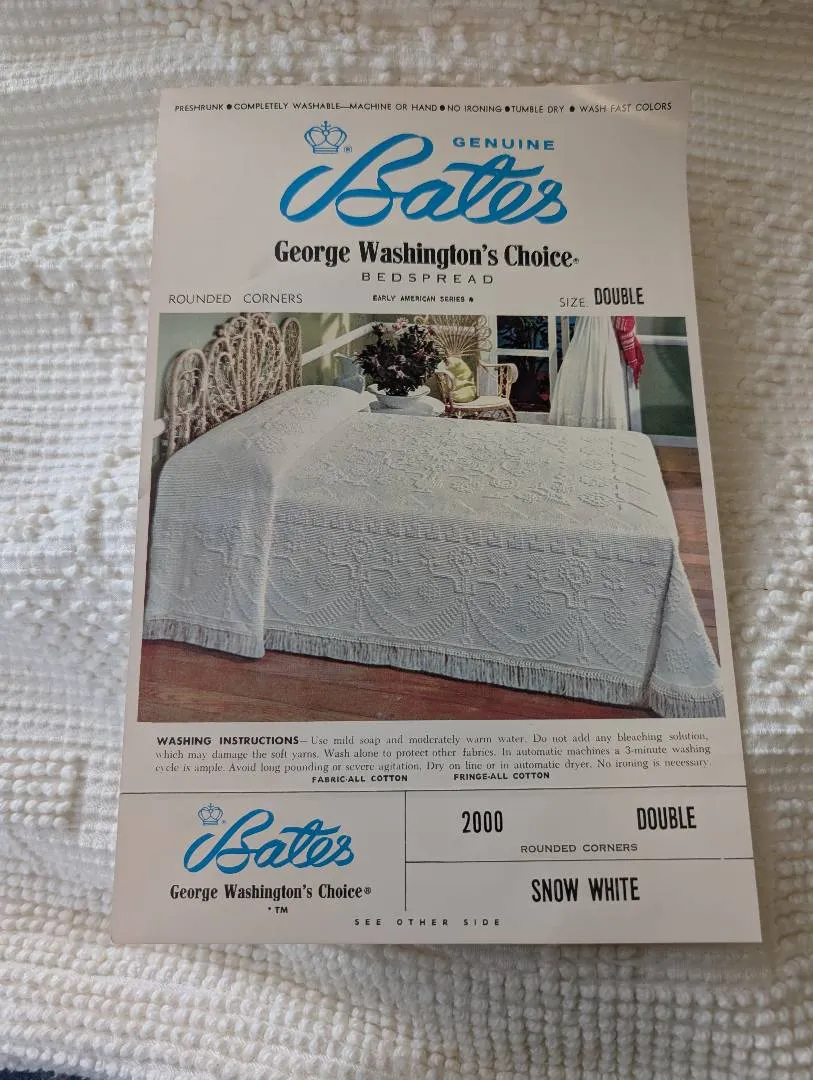 PRESHRUNK ● COMPLETELY WASHABLE—MACHINE OR HAND ● NO IRONING ● TUMBLE DRY ● WASH FAST COLORS
GENUINE
® Bates
George Washington's Choice®
BEDSPREAD
ROUNDED CORNERS EARLY AMERICAN SERIES * SIZE: DOUBLE
WASHING INSTRUCTIONS—Use mild soap and moderately warm water. Do not add any bleaching solution,
which may damage the soft yarns. Wash alone to protect other fabrics. In automatic machines a 3-minute washing
cycle is ample. Avoid long pounding or severe agitation. Dry on line or in automatic dryer. No ironing is necessary.
FABRIC-ALL COTTON FRINGE-ALL COTTON
® Bates
George Washington's Choice®
* TM
2000 DOUBLE
ROUNDED CORNERS
SNOW WHITE
SEE OTHER SIDE